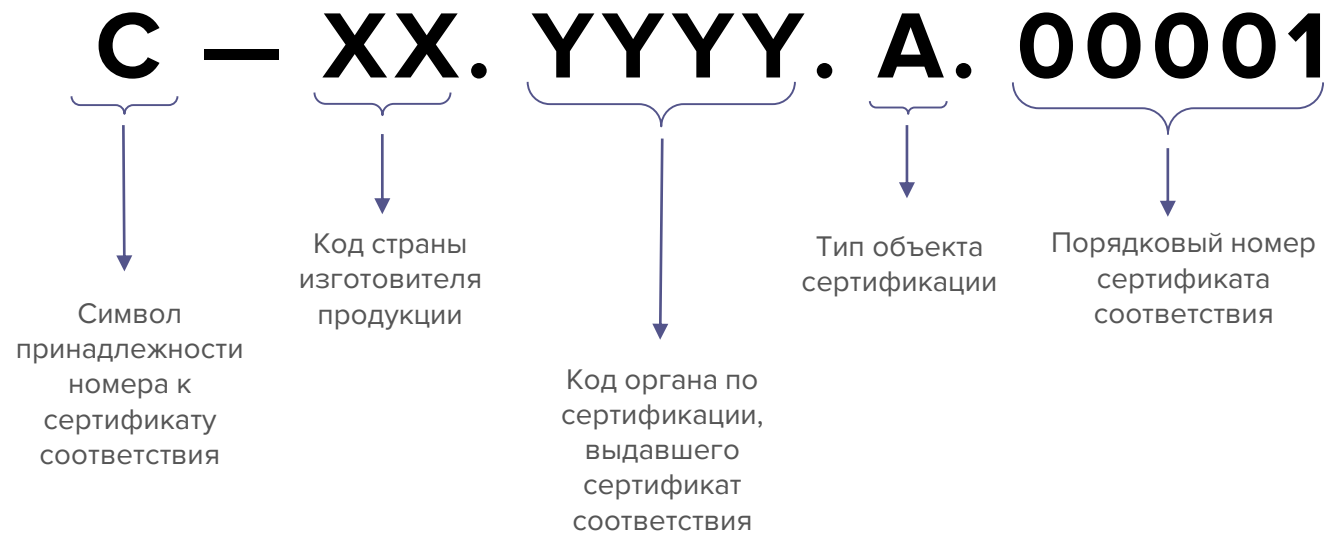 С — XX. YYYY. А. 00001
Символ
принадлежности
номера к
сертификату
соответствия
Код страны
изготовителя
продукции
Код органа по
сертификации,
выдавшего
сертификат
соответствия
Тип объекта
сертификации
Порядковый номер
сертификата
соответствия